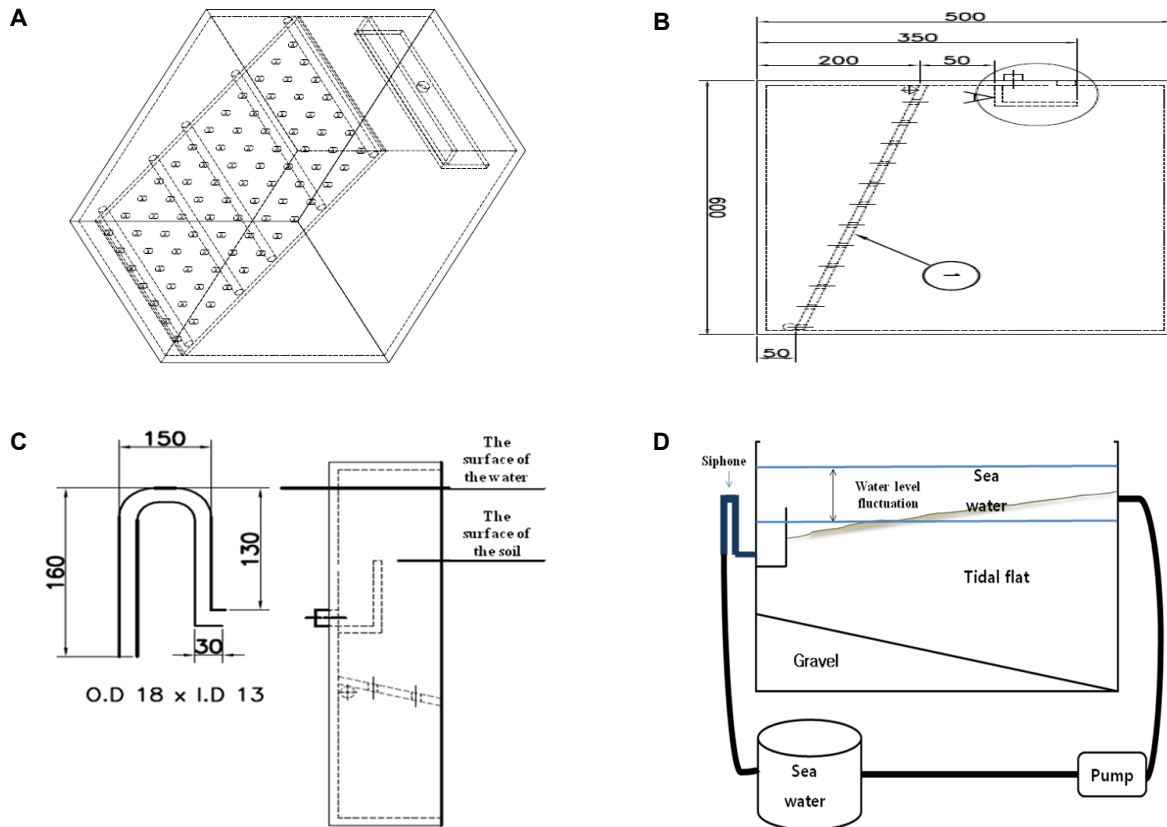 A
B
500
350
200
50
600
1
50
C
150
160
130
30
O.D 18 x I.D 13
The
surface of
the water
The
surface of
the soil
D
Siphone
Water level
fluctuation
Sea
water
Tidal flat
Gravel
Sea
water
Pump